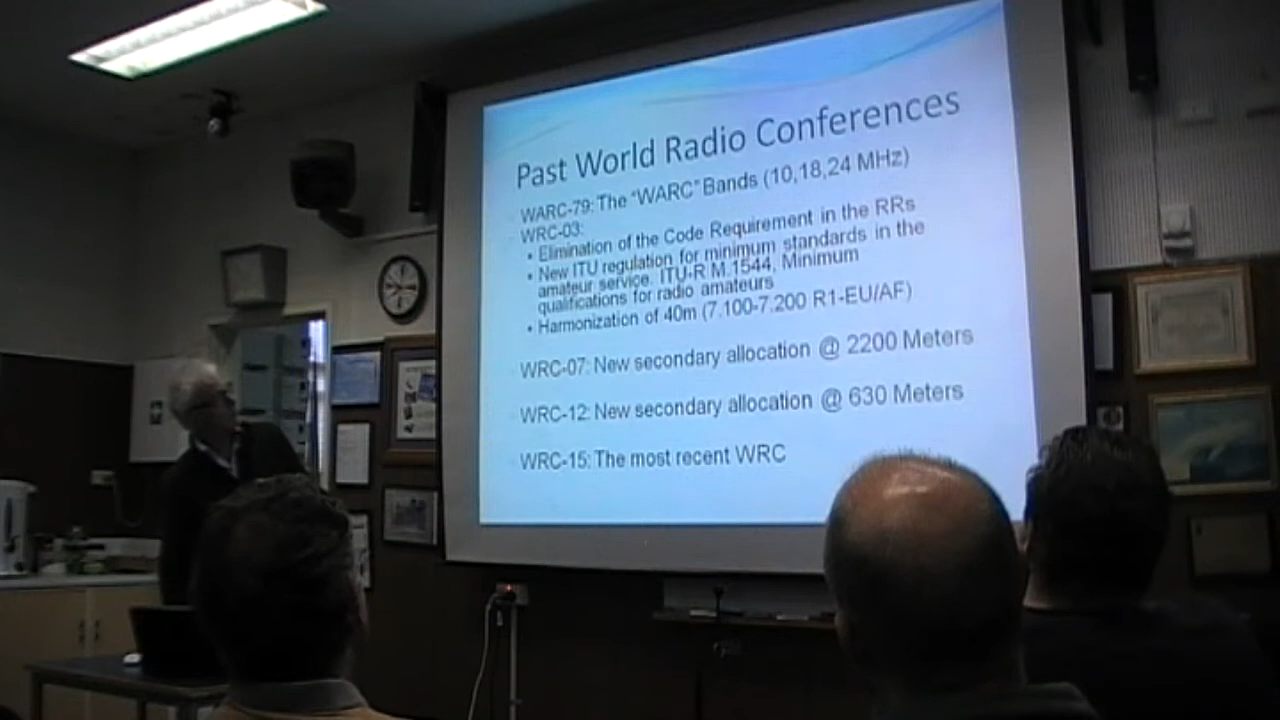 Past World Radio Conferences
WARC-79: The "WARC" Bands (10,18,24 MHz)
WRC-03:
• Elimination of the Code Requirement in the RRs
• New ITU regulation for minimum standards in the
amateur service. ITU-R M.1544, Minimum
qualifications for radio amateurs
• Harmonization of 40m (7.100-7.200 R1-EU/AF)
WRC-07: New secondary allocation @ 2200 Meters
WRC-12: New secondary allocation @ 630 Meters
WRC-15: The most recent WRC